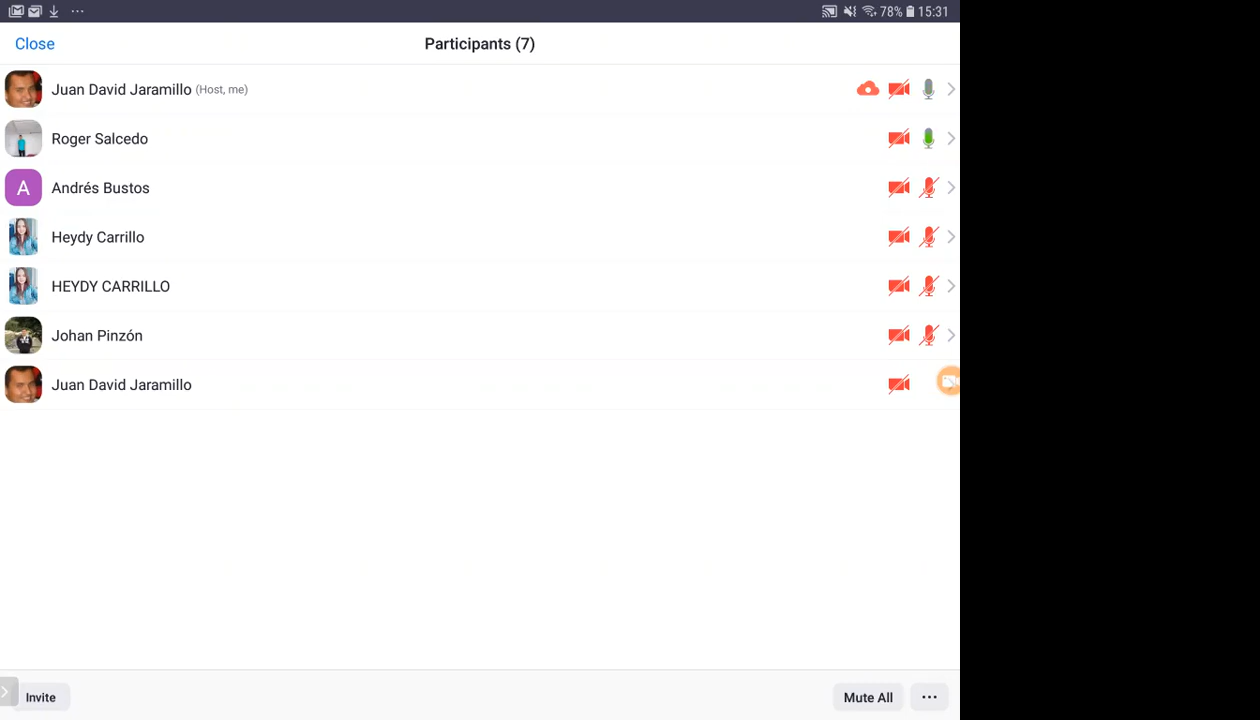 78% 15:31
Close
Participants (7)
Juan David Jaramillo (Host, me)
Roger Salcedo
A Andrés Bustos
Heydy Carrillo
HEYDY CARRILLO
Johan Pinzón
Juan David Jaramillo
Invite
Mute All